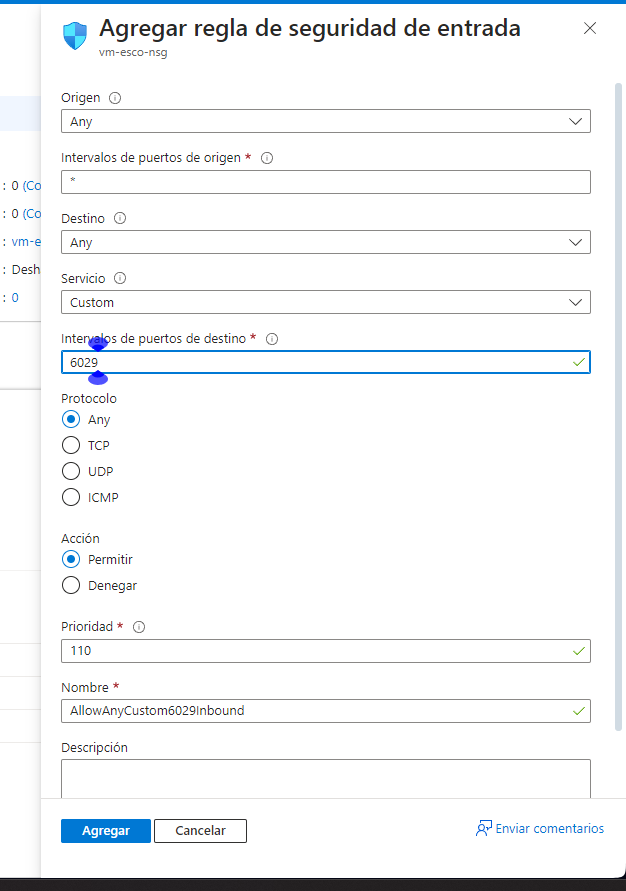 Agregar regla de seguridad de entrada
vm-esco-nsg
Origen
Any
Intervalos de puertos de origen *
*
Destino
Any
: 0 (Co
: 0 (Co
: vm-e
: Desh
: 0
Servicio
Custom
Intervalos de puertos de destino *
6029
Protocolo
Any
TCP
UDP
ICMP
Acción
Permitir
Denegar
Prioridad *
110
Nombre *
AllowAnyCustom6029Inbound
Descripción
Agregar
Cancelar
Enviar comentarios